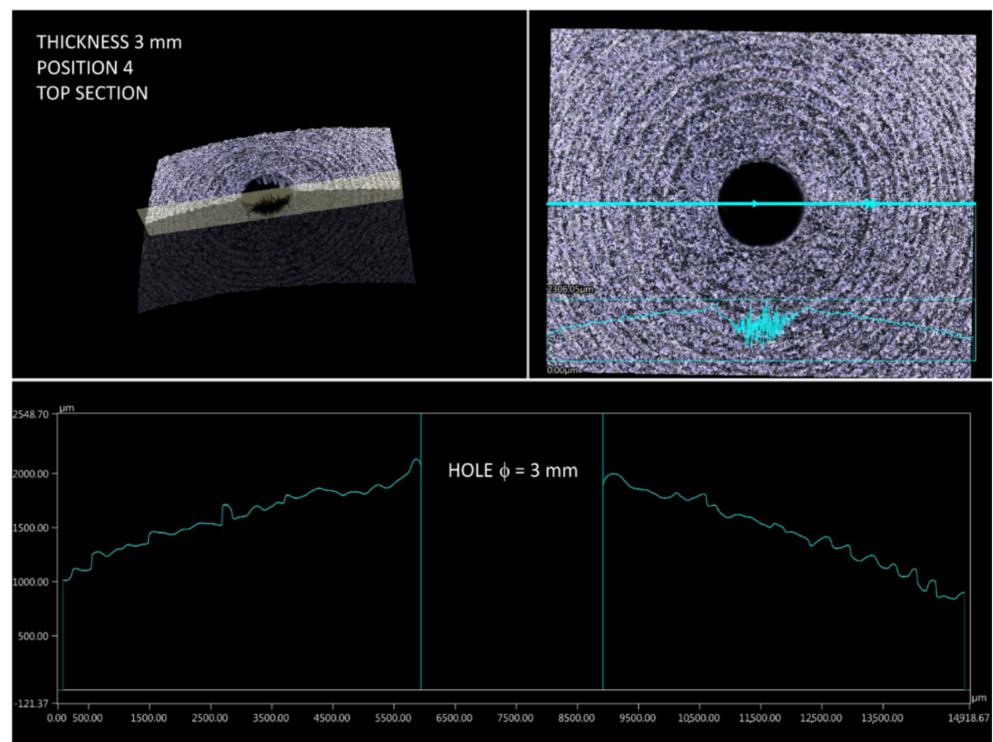 THICKNESS 3 mm
POSITION 4
TOP SECTION
2306.05μm
0.00μm
μm
2548.70
2000.00
1500.00
1000.00
500.00
-121.37
HOLE ϕ = 3 mm
μm
0.00 500.00 1500.00 2500.00 3500.00 4500.00 5500.00 6500.00 7500.00 8500.00 9500.00 10500.00 11500.00 12500.00 13500.00 14918.67